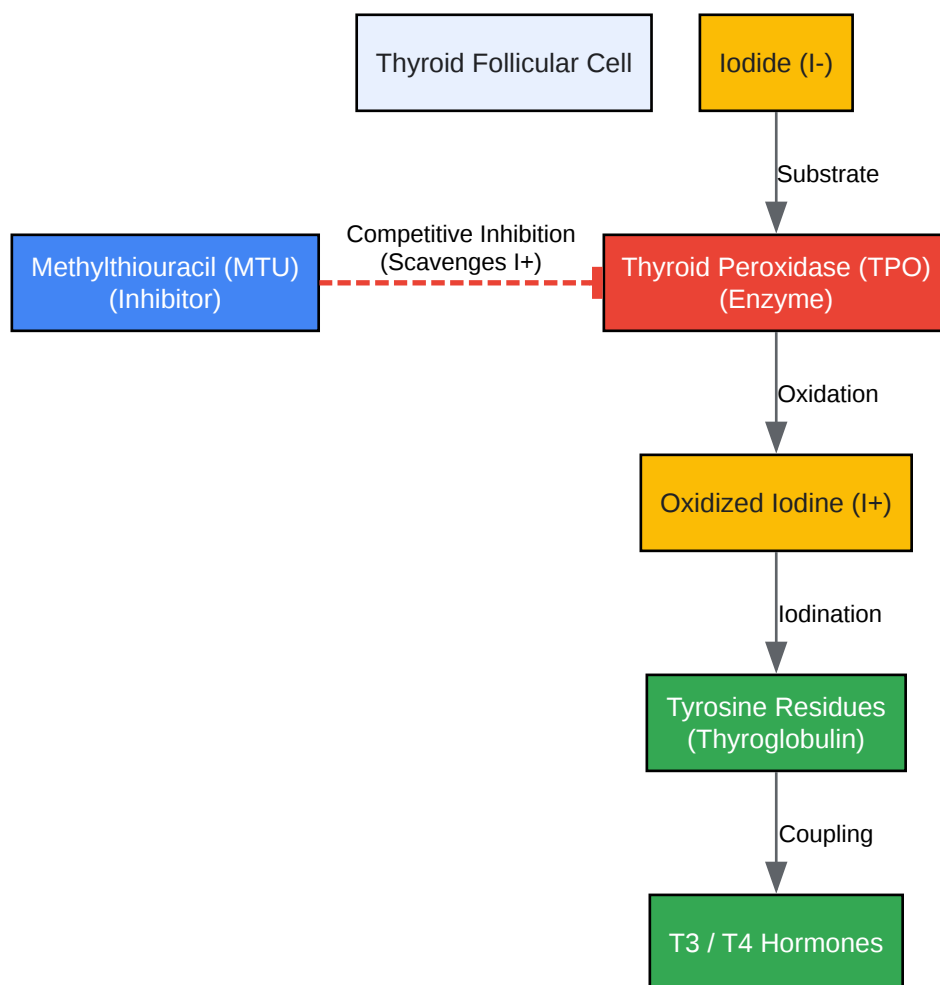 Thyroid Follicular Cell
Iodide (I-)
Substrate
Competitive Inhibition
(Scavenges I+)
Methylthiouracil (MTU)
(Inhibitor)
Thyroid Peroxidase (TPO)
(Enzyme)
Oxidation
Oxidized Iodine (I+)
Iodination
Tyrosine Residues
(Thyroglobulin)
Coupling
T3 / T4 Hormones